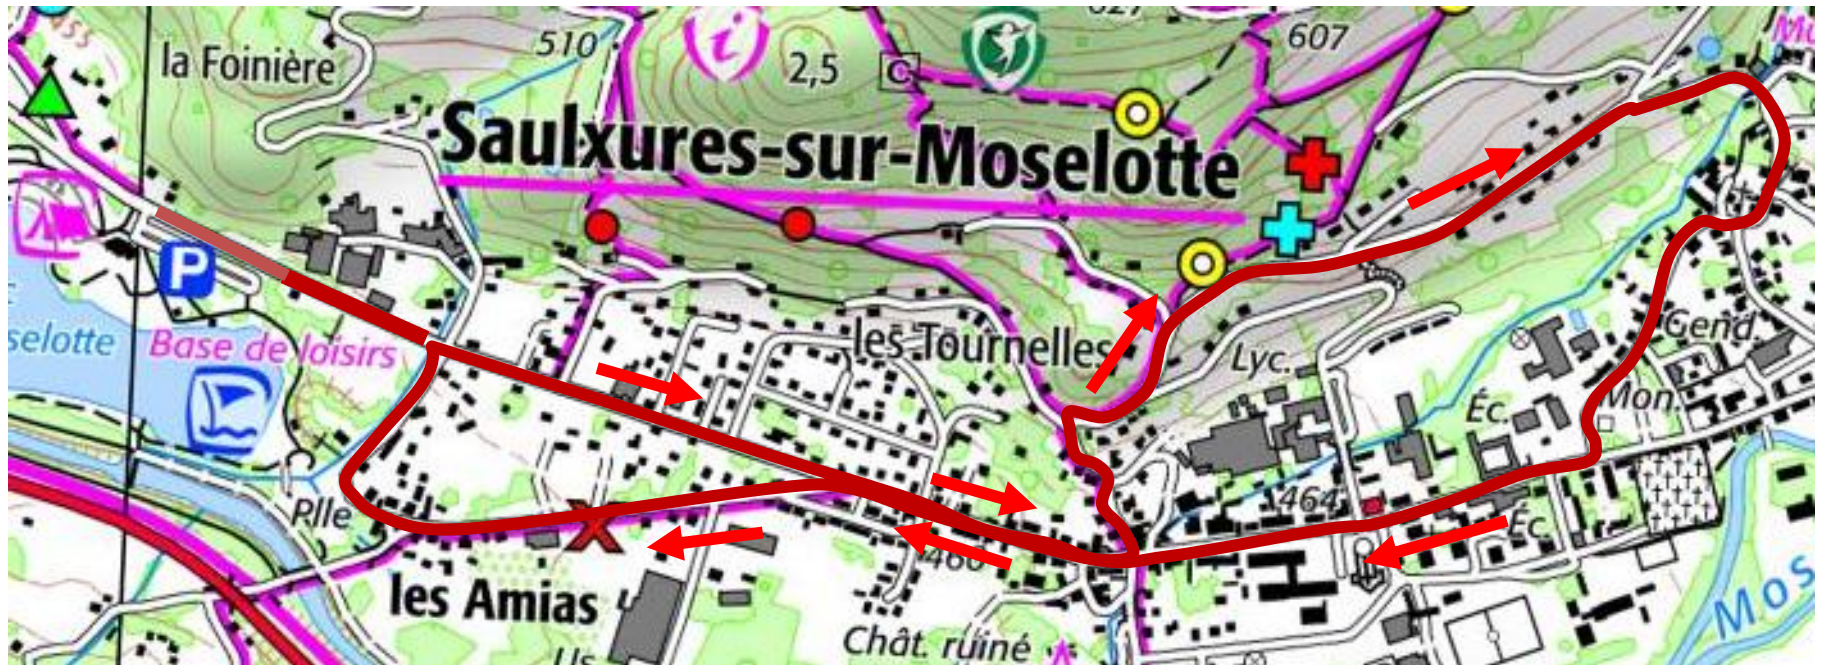 la Foinière
510
i
2,5
C
607
Saulxures-sur-Moselotte
P
selotte
Base de loisirs
les Tournelles
Lyc.
Gend.
Mon.
Éc.
464
Éc.
Plle
460
les Amias
Chât. ruiné
Us
Mos